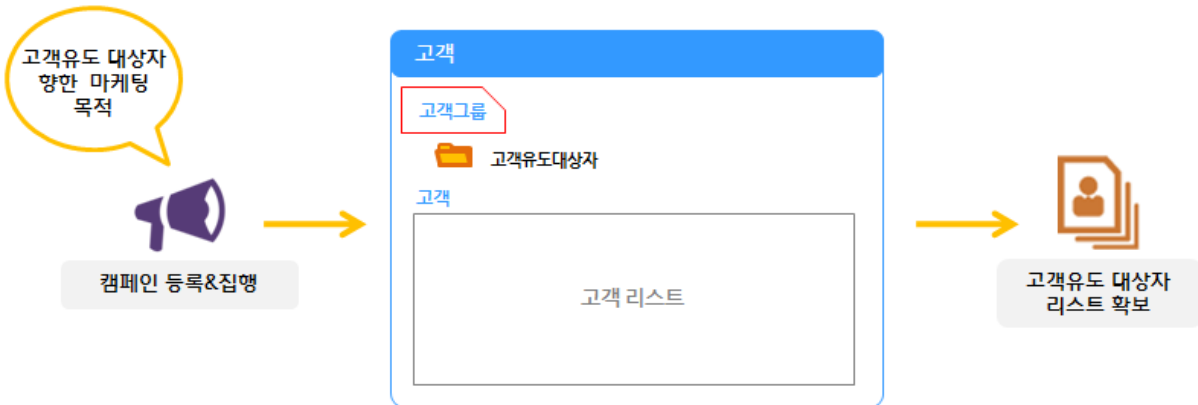 고객유도 대상자
향한 마케팅
목적
캠페인 등록&집행
고객
고객그룹
고객유도대상자
고객
고객 리스트
고객유도 대상자
리스트 확보